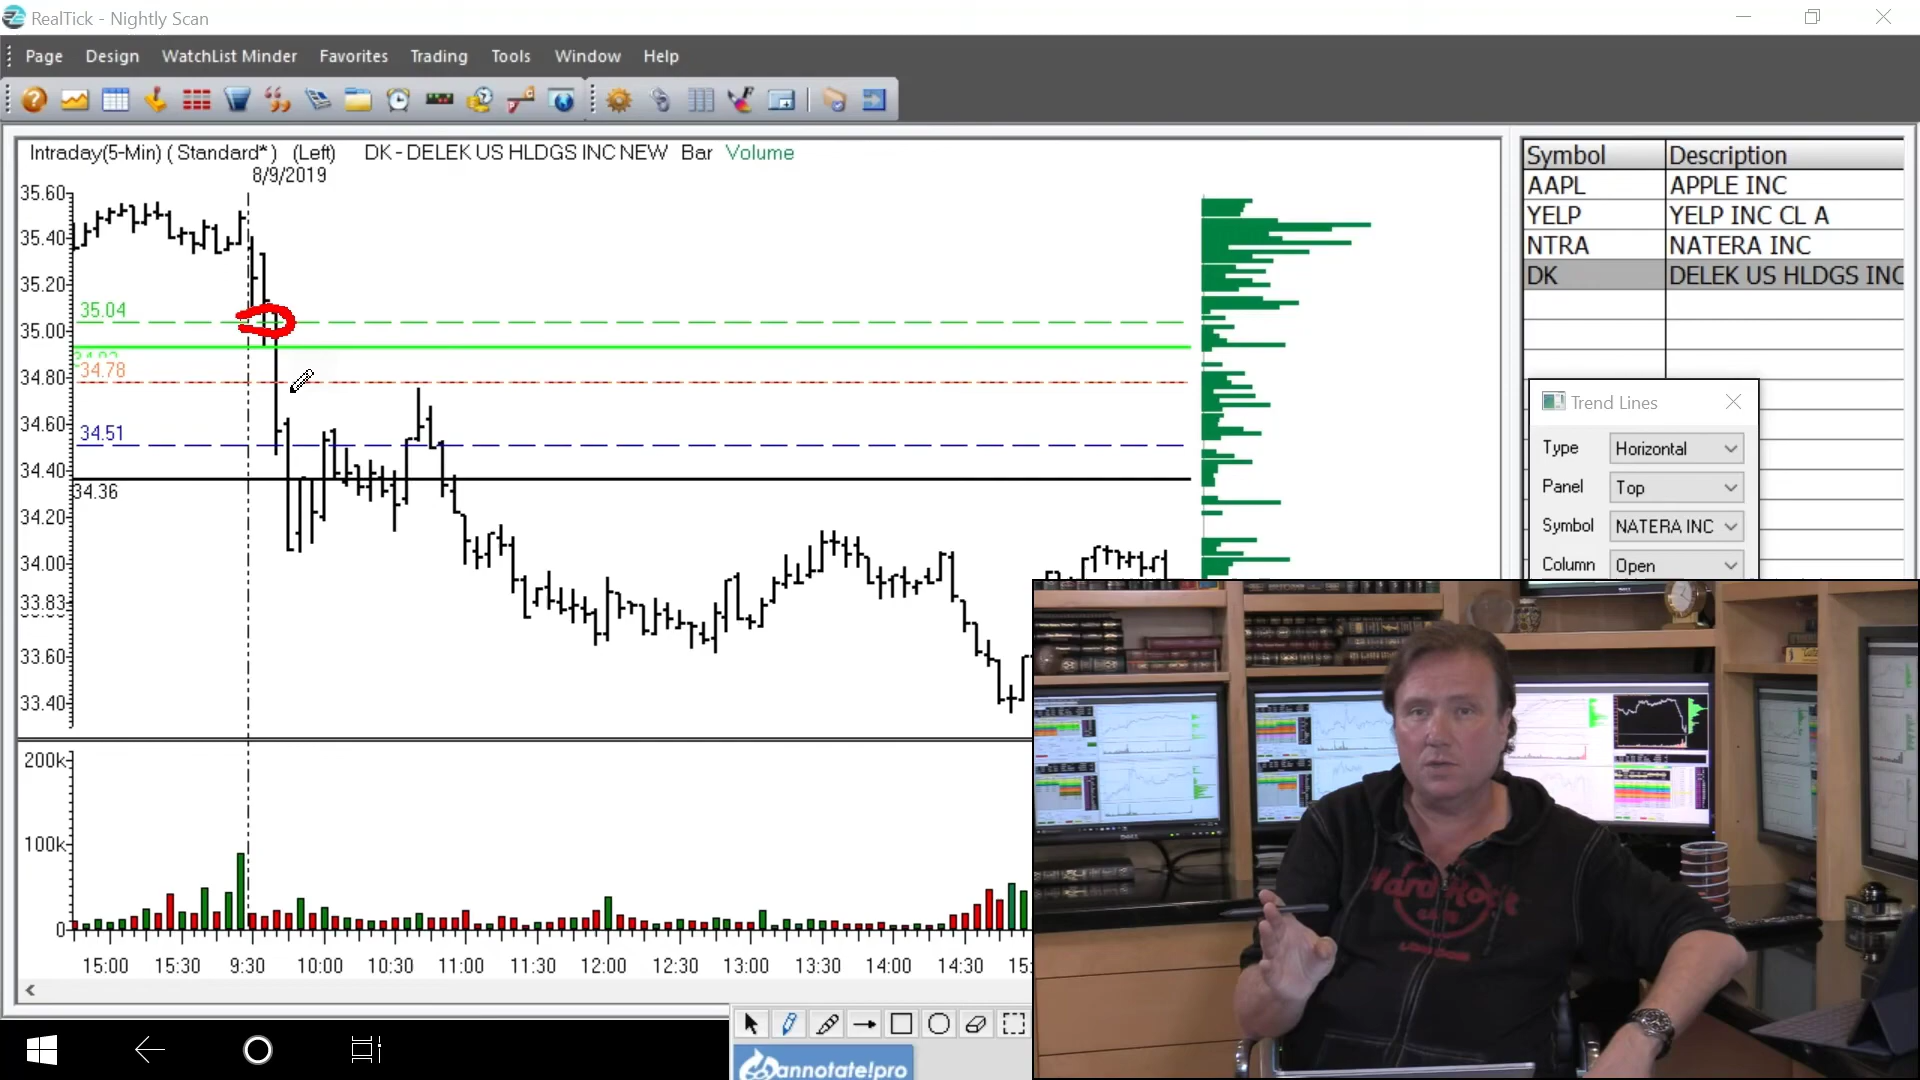 RealTick - Nightly Scan
Page Design WatchList Minder Favorites Trading Tools Window Help
Intraday(5-Min) ( Standard* ) (Left) DK - DELEK US HLDGS INC NEW Bar Volume
8/9/2019
35.60
35.40
35.20
35.04
35.00
34.78
34.80
34.60
34.51
34.40
34.36
34.20
34.00
33.83
33.60
33.40
200k
100k
0
15:00 15:30 9:30 10:00 10:30 11:00 11:30 12:00 12:30 13:00 13:30 14:00 14:30 15:
Symbol Description
AAPL APPLE INC
YELP YELP INC CL A
NTRA NATERA INC
DK DELEK US HLDGS INC
Trend Lines
Type Horizontal
Panel Top
Symbol NATERA INC
Column Open
Hard Rock
CAFE
annotate!pro